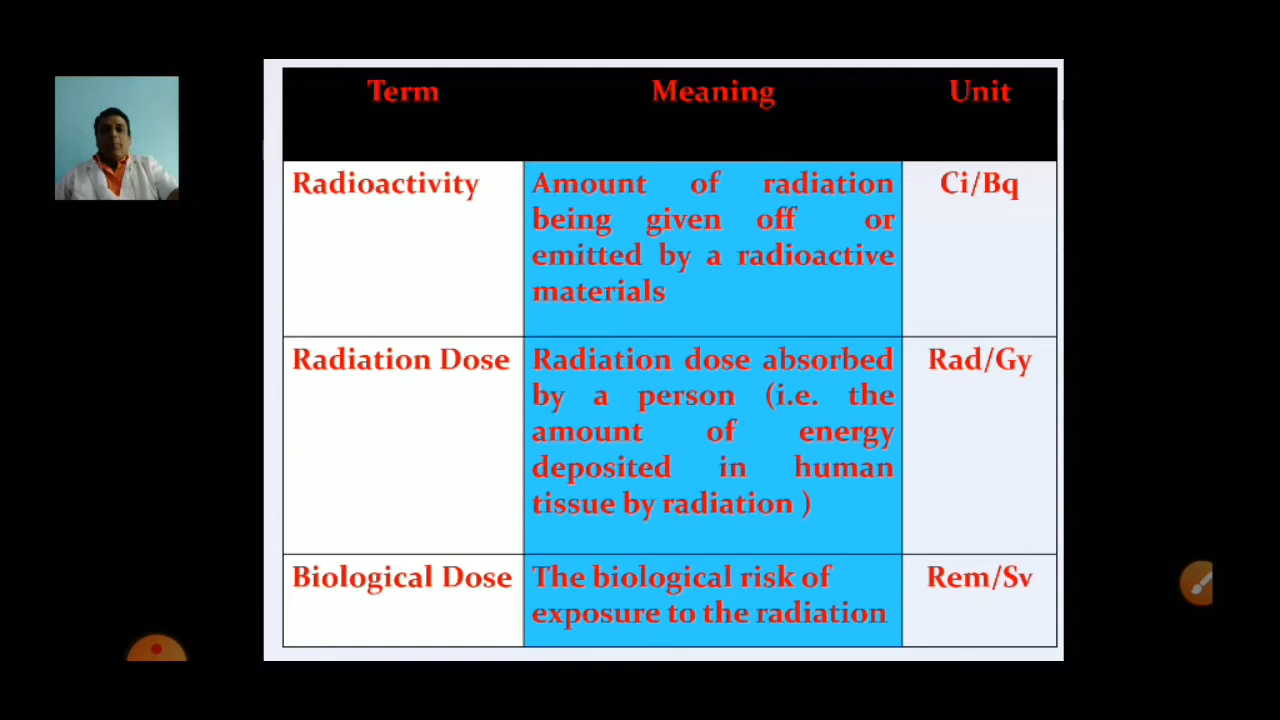 Term Meaning Unit
Radioactivity
Amount of radiation
being given off or
emitted by a radioactive
materials
Ci/Bq
Radiation Dose
Radiation dose absorbed
by a person (i.e. the
amount of energy
deposited in human
tissue by radiation )
Rad/Gy
Biological Dose
The biological risk of
exposure to the radiation
Rem/Sv